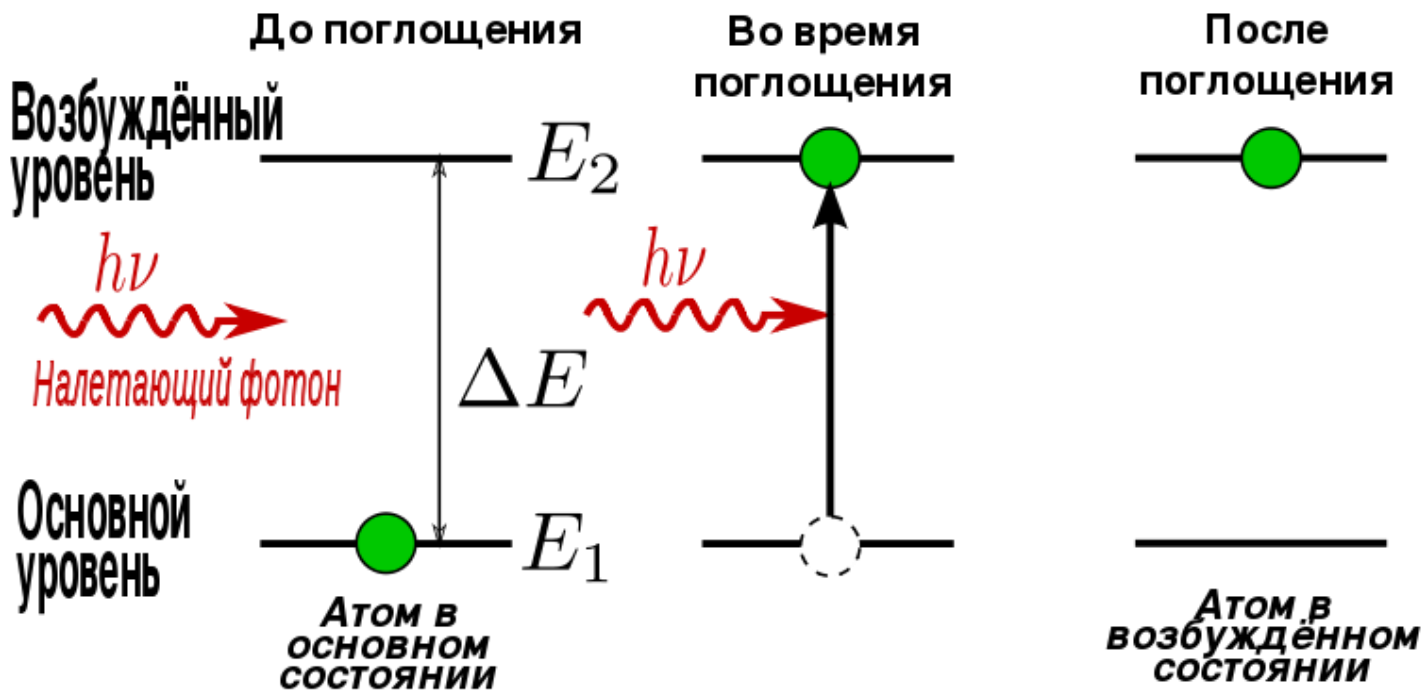 До поглощения
Во время
поглощения
После
поглощения
Возбуждённый
уровень
E₂
hν
Налетающий фотон
hν
ΔE
Основной
уровень
E₁
Атом в
основном
состоянии
Атом в
возбуждённом
состоянии